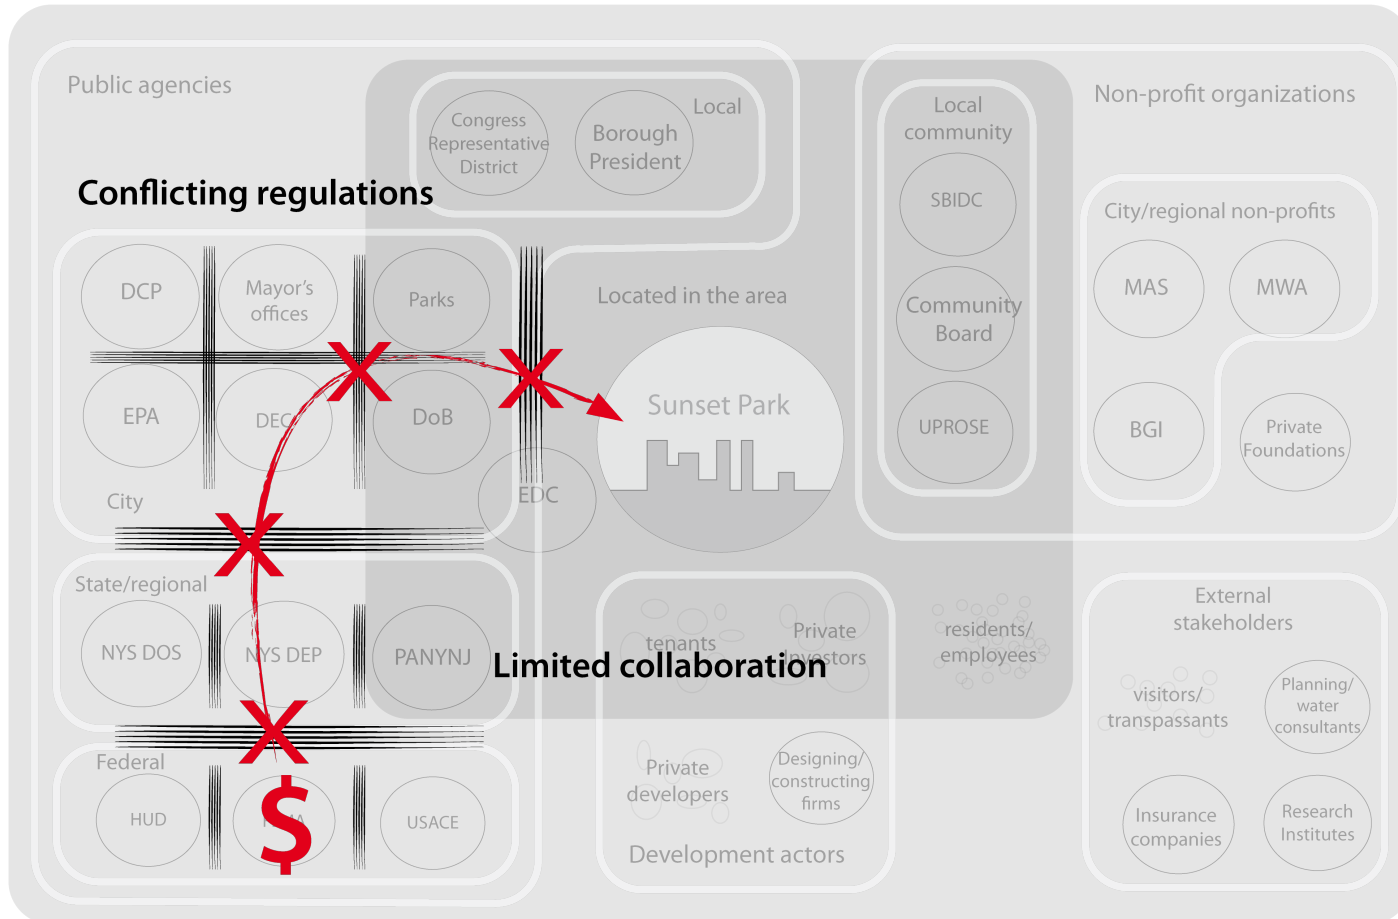 Public agencies
Local
Congress
Representative
District
Borough
President
Conflicting regulations
DCP
Mayor's
offices
Parks
EPA
DEC
DoB
City
EDC
Located in the area
Sunset Park
Local
community
SBIDC
Community
Board
UPROSE
Non-profit organizations
City/regional non-profits
MAS
MWA
BGI
Private
Foundations
State/regional
NYS DOS
NYS DEP
PANYNJ
Limited collaboration
Federal
HUD
$
USACE
tenants
Private
Investors
Private
developers
Designing/
constructing
firms
Development actors
residents/
employees
External
stakeholders
visitors/
transpassants
Planning/
water
consultants
Insurance
companies
Research
Institutes